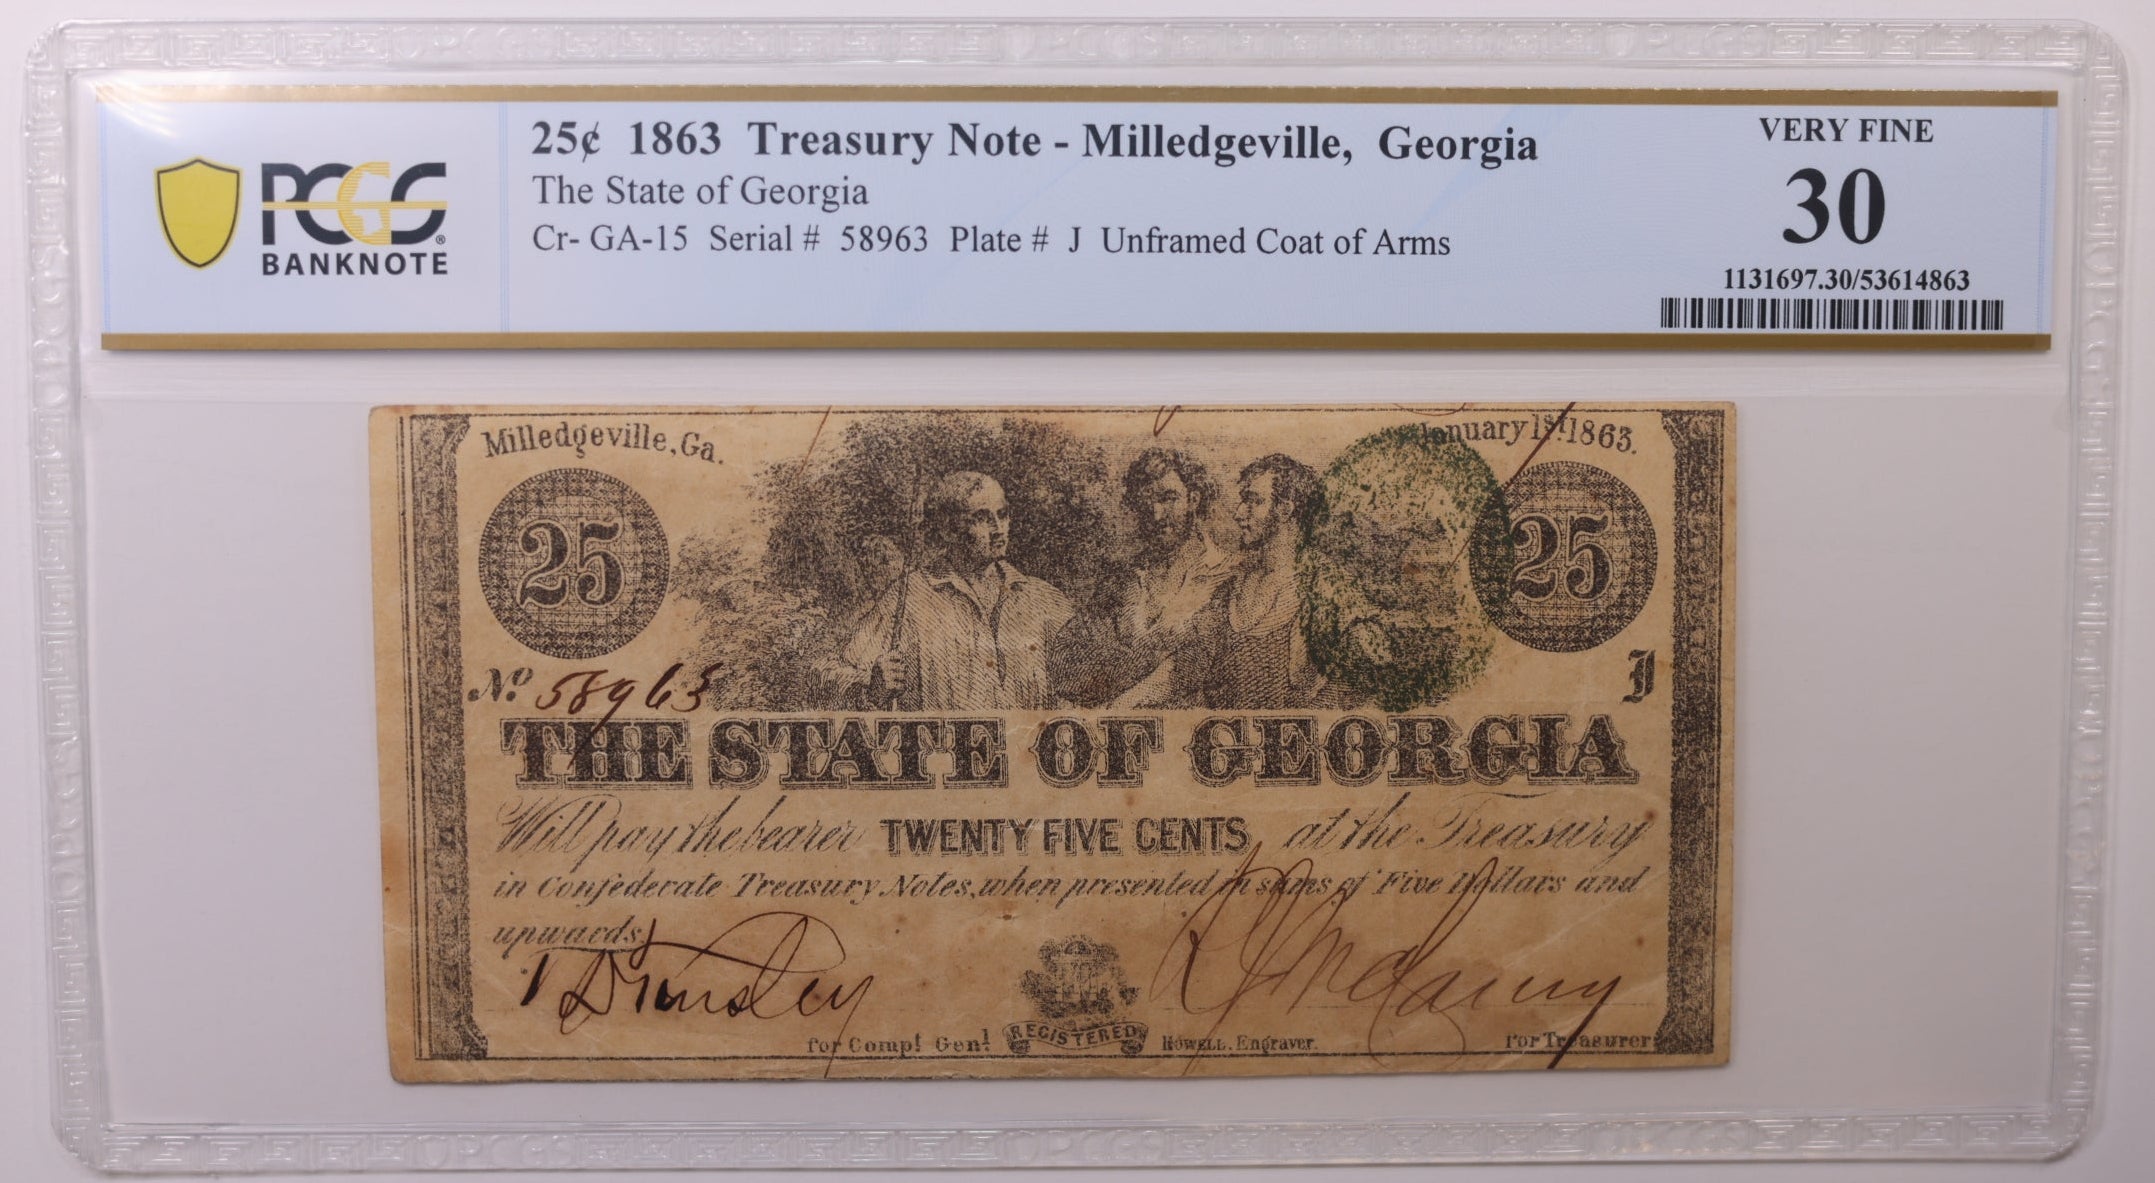 PCGS
BANKNOTE
25¢ 1863 Treasury Note - Milledgeville, Georgia
The State of Georgia
Cr- GA-15 Serial # 58963 Plate # J Unframed Coat of Arms
VERY FINE
30
1131697.30/53614863
Milledgeville, Ga.
January 1st 1863.
25
25
No. 58963
J
THE STATE OF GEORGIA
Will pay the bearer TWENTY FIVE CENTS at the Treasury
in Confederate Treasury Notes, when presented in sums of Five Dollars and
upwards.
for Compt Genl
REGISTERED
HOWELL. Engraver.
For Treasurer